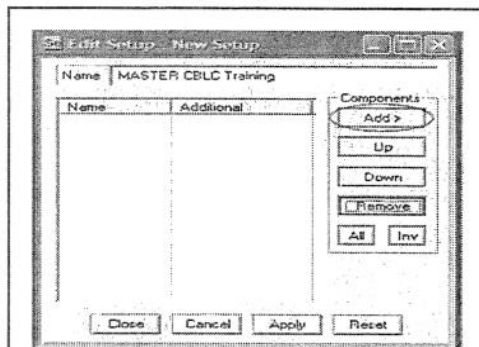 Edit Setup - New Setup
Name MASTER CBLC Training
Name Additional
Components
Add >
Up
Down
Remove
All Inv
Close Cancel Apply Reset